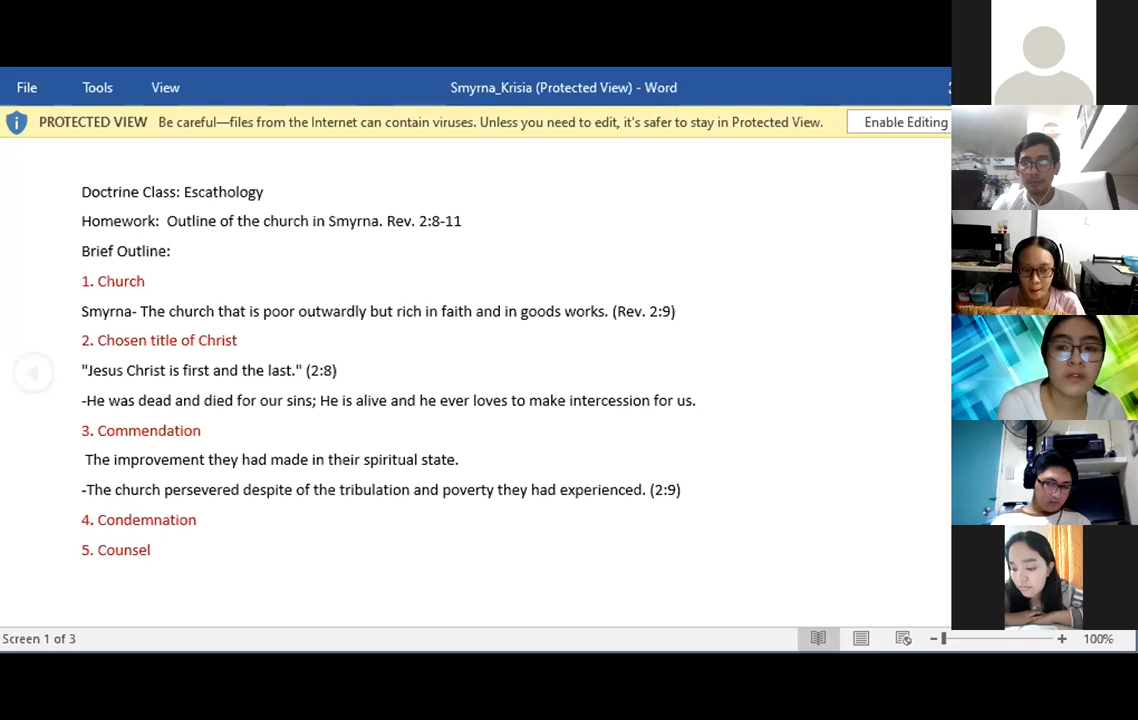 File Tools View Smyrna_Krisia (Protected View) - Word
PROTECTED VIEW Be careful—files from the Internet can contain viruses. Unless you need to edit, it's safer to stay in Protected View. Enable Editing
Doctrine Class: Escathology
Homework: Outline of the church in Smyrna. Rev. 2:8-11
Brief Outline:
1. Church
Smyrna- The church that is poor outwardly but rich in faith and in goods works. (Rev. 2:9)
2. Chosen title of Christ
"Jesus Christ is first and the last." (2:8)
-He was dead and died for our sins; He is alive and he ever loves to make intercession for us.
3. Commendation
The improvement they had made in their spiritual state.
-The church persevered despite of the tribulation and poverty they had experienced. (2:9)
4. Condemnation
5. Counsel
Screen 1 of 3 100%